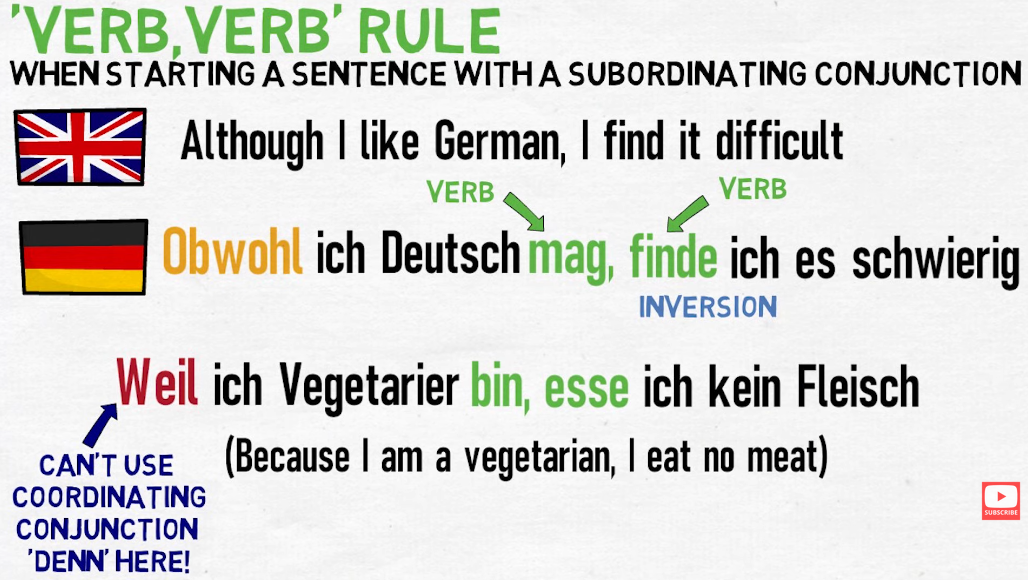 'VERB, VERB' RULE
WHEN STARTING A SENTENCE WITH A SUBORDINATING CONJUNCTION
Although I like German, I find it difficult
VERB VERB
Obwohl ich Deutsch mag, finde ich es schwierig
INVERSION
Weil ich Vegetarier bin, esse ich kein Fleisch
(Because I am a vegetarian, I eat no meat)
CAN'T USE
COORDINATING
CONJUNCTION
'DENN' HERE!
SUBSCRIBE